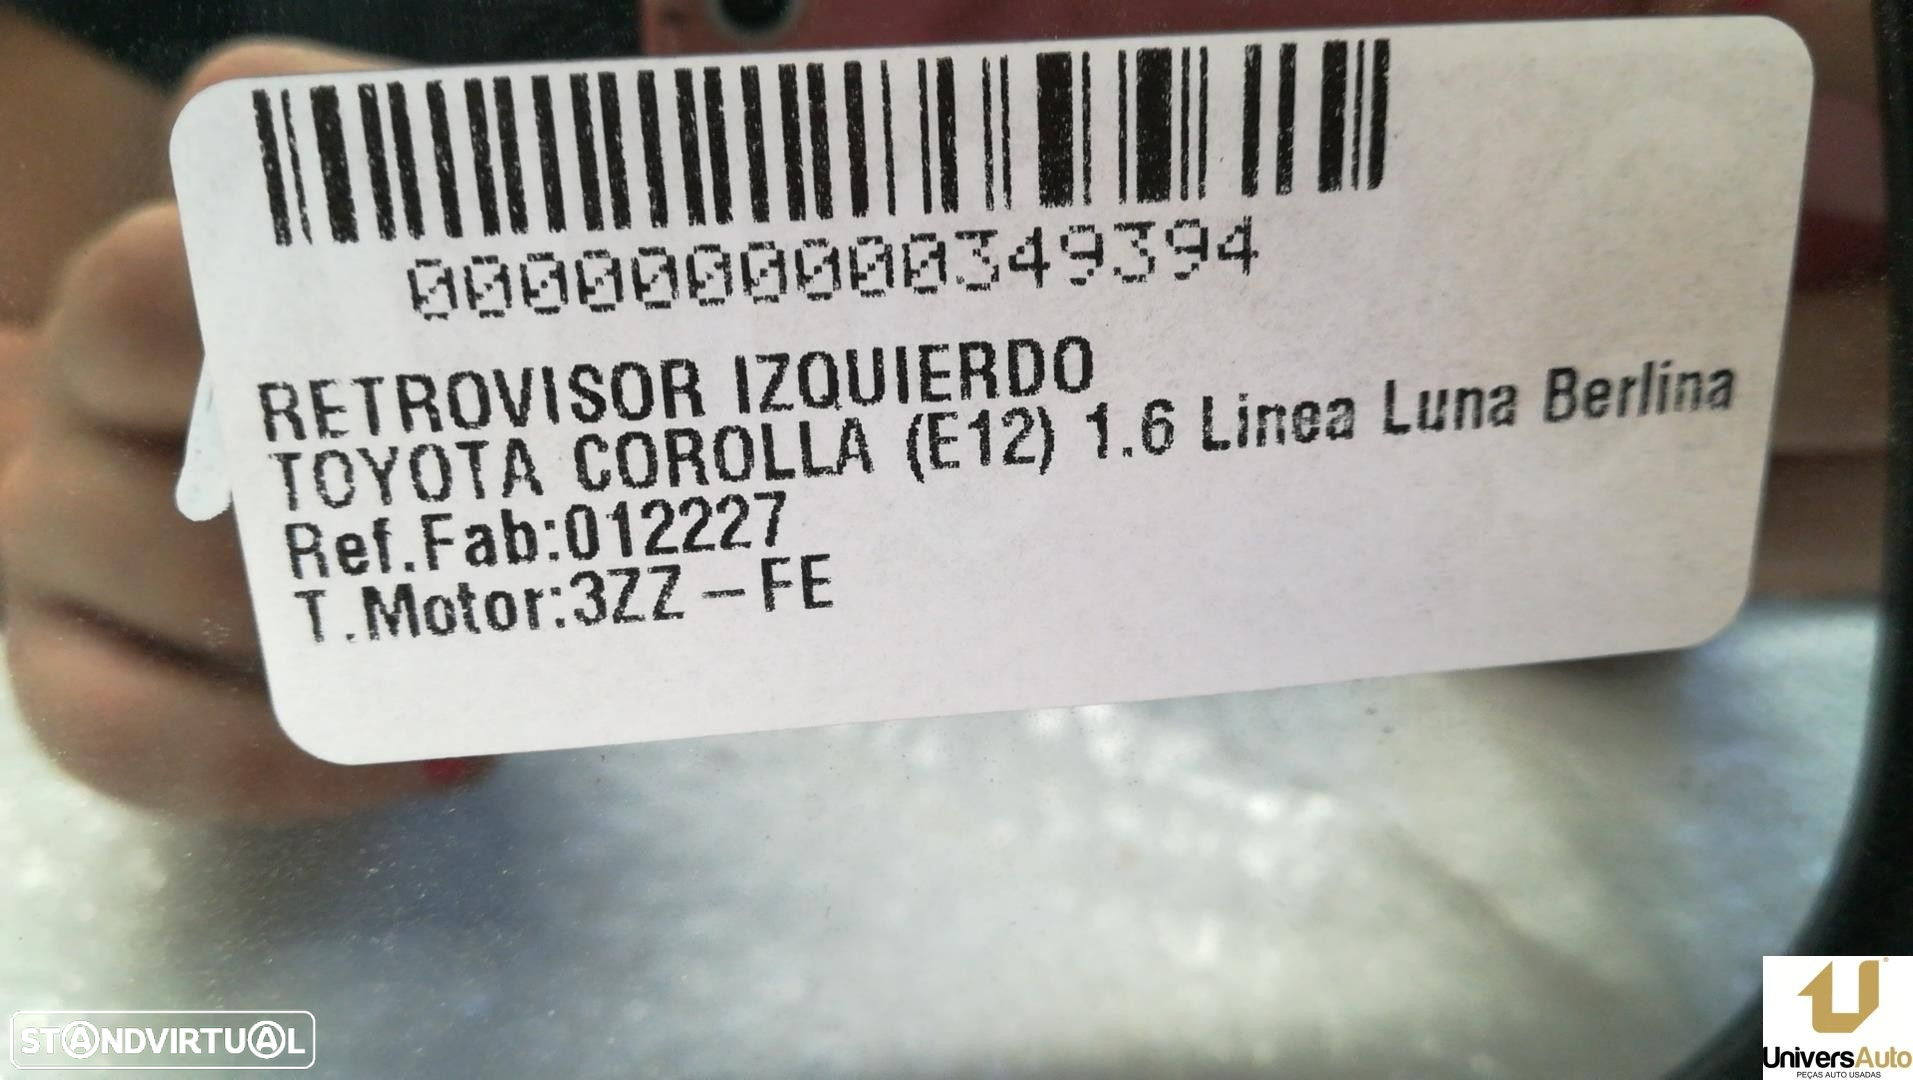 0000000000349394
RETROVISOR IZQUIERDO
TOYOTA COROLLA (E12) 1.6 Linea Luna Berlina
Ref.Fab:012227
T.Motor:3ZZ-FE
STANDVIRTUAL
UniversAuto
PEÇAS AUTO USADAS